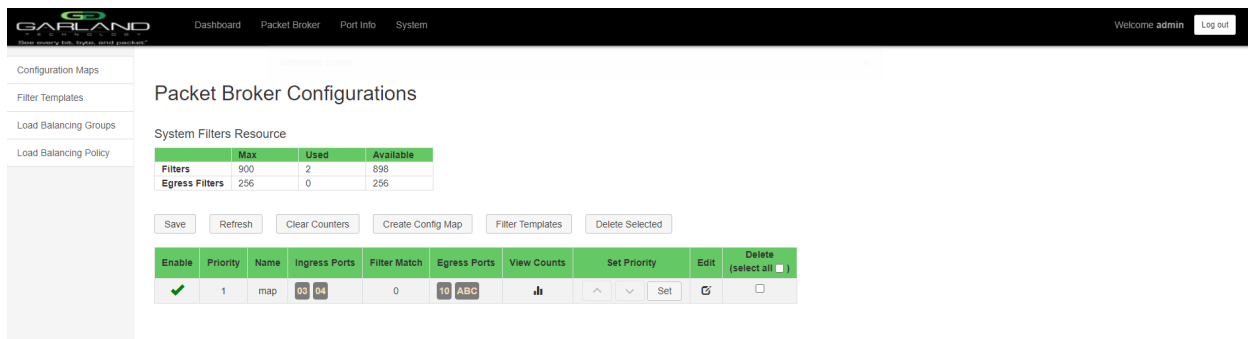 GARLAND
TECHNOLOGY
See every bit, byte, and packet®
Dashboard Packet Broker Port Info System
Welcome admin Log out
Configuration Maps
Filter Templates
Load Balancing Groups
Load Balancing Policy
Packet Broker Configurations
System Filters Resource
Max Used Available
Filters 900 2 898
Egress Filters 256 0 256
Save Refresh Clear Counters Create Config Map Filter Templates Delete Selected
Enable Priority Name Ingress Ports Filter Match Egress Ports View Counts Set Priority Edit Delete
(select all )
1 map 03 04 0 10 ABC Set